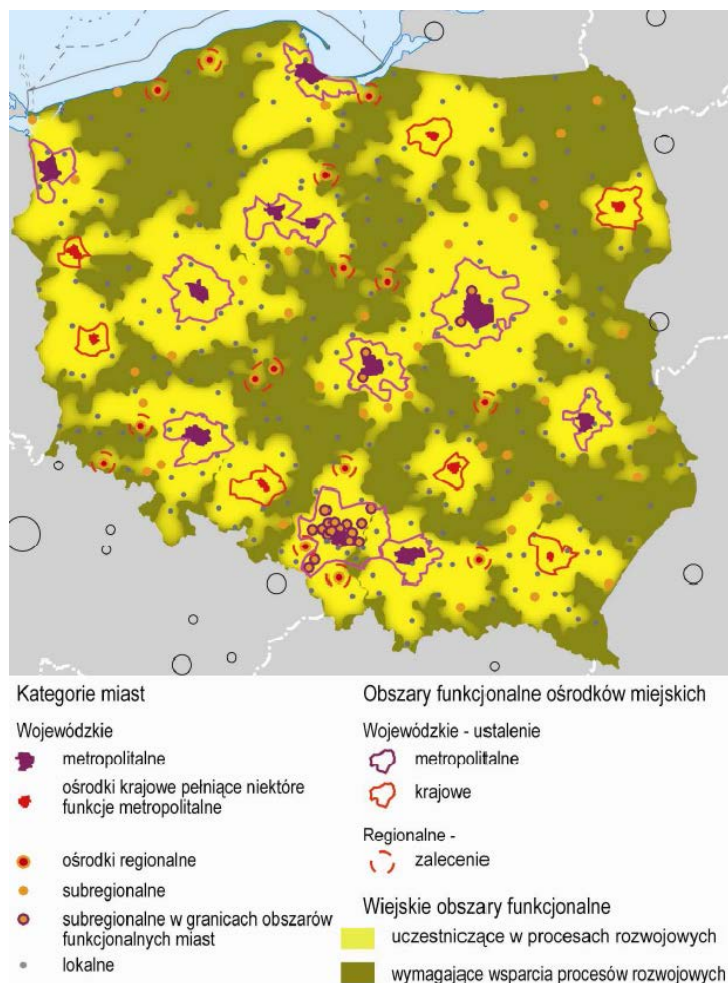 Kategorie miast
Wojewódzkie
metropolitalne
ośrodki krajowe pełniące niektóre
funkcje metropolitalne
ośrodki regionalne
subregionalne
subregionalne w granicach obszarów
funkcjonalnych miast
lokalne
Obszary funkcjonalne ośrodków miejskich
Wojewódzkie - ustalenie
metropolitalne
krajowe
Regionalne -
zalecenie
Wiejskie obszary funkcjonalne
uczestniczące w procesach rozwojowych
wymagające wsparcia procesów rozwojowych